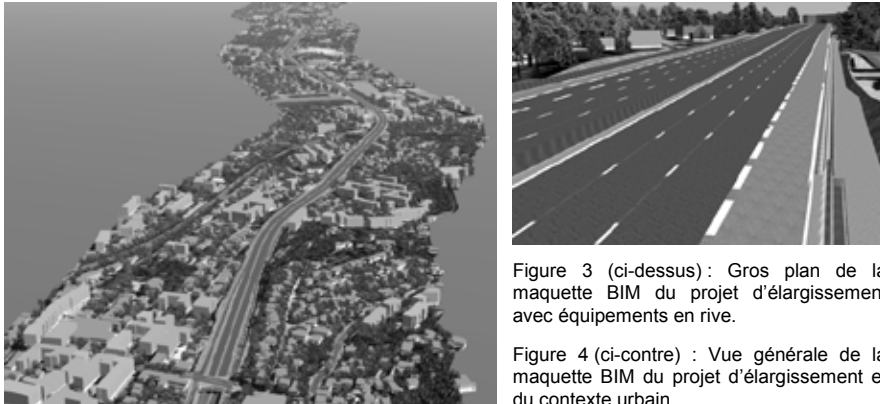 Figure 3 (ci-dessus) : Gros plan de la
maquette BIM du projet d'élargissement
avec équipements en rive.
Figure 4 (ci-contre) : Vue générale de la
maquette BIM du projet d'élargissement e
du contexte urbain